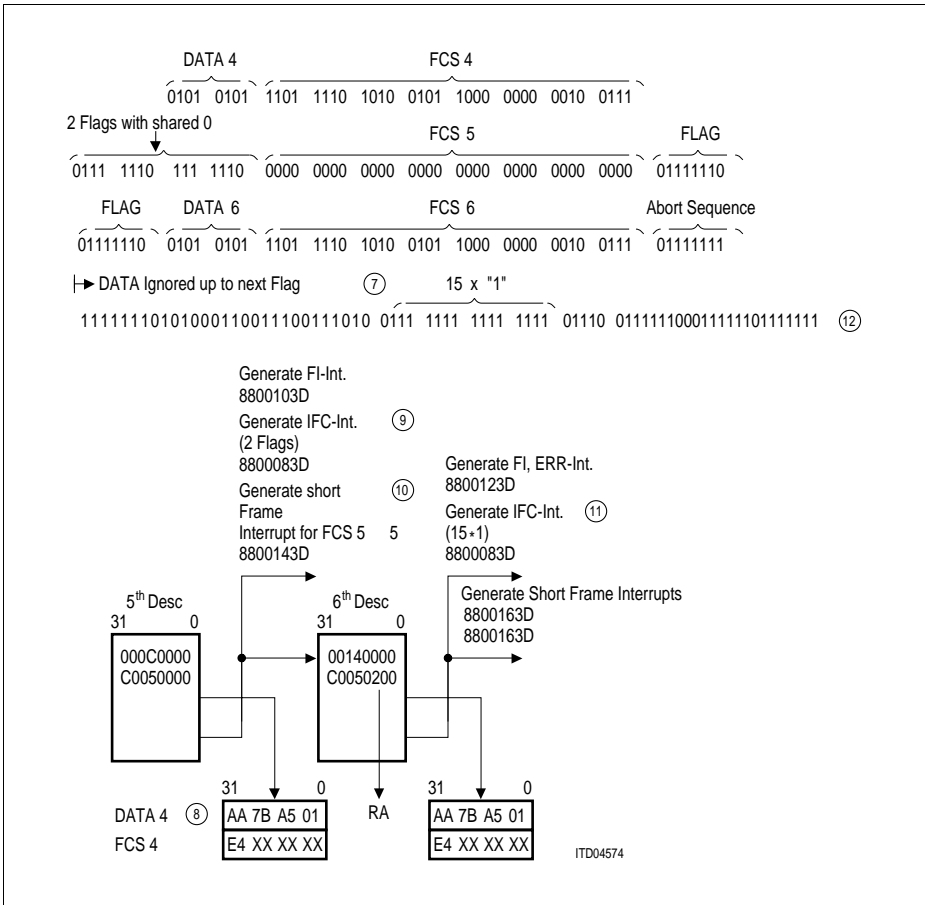 DATA 4 FCS 4
0101 0101 1101 1110 1010 0101 1000 0000 0010 0111
2 Flags with shared 0
FCS 5 FLAG
0111 1110 111 1110 0000 0000 0000 0000 0000 0000 0000 0000 01111110
FLAG DATA 6 FCS 6 Abort Sequence
01111110 0101 0101 1101 1110 1010 0101 1000 0000 0010 0111 01111111
DATA Ignored up to next Flag 7 15 x "1"
11111110101000110011100111010 0111 1111 1111 1111 01110 0111111100011111101111111 12
Generate FI-Int.
8800103D
Generate IFC-Int. 9
(2 Flags)
8800083D
Generate short 10
Frame
Interrupt for FCS 5 5
8800143D
Generate FI, ERR-Int.
8800123D
Generate IFC-Int. 11
(15*1)
8800083D
Generate Short Frame Interrupts
8800163D
8800163D
5th Desc
31 0
000C0000
C0050000
6th Desc
31 0
00140000
C0050200
31 0
DATA 4 8 AA 7B A5 01
FCS 4 E4 XX XX XX
RA
31 0
AA 7B A5 01
E4 XX XX XX
ITD04574